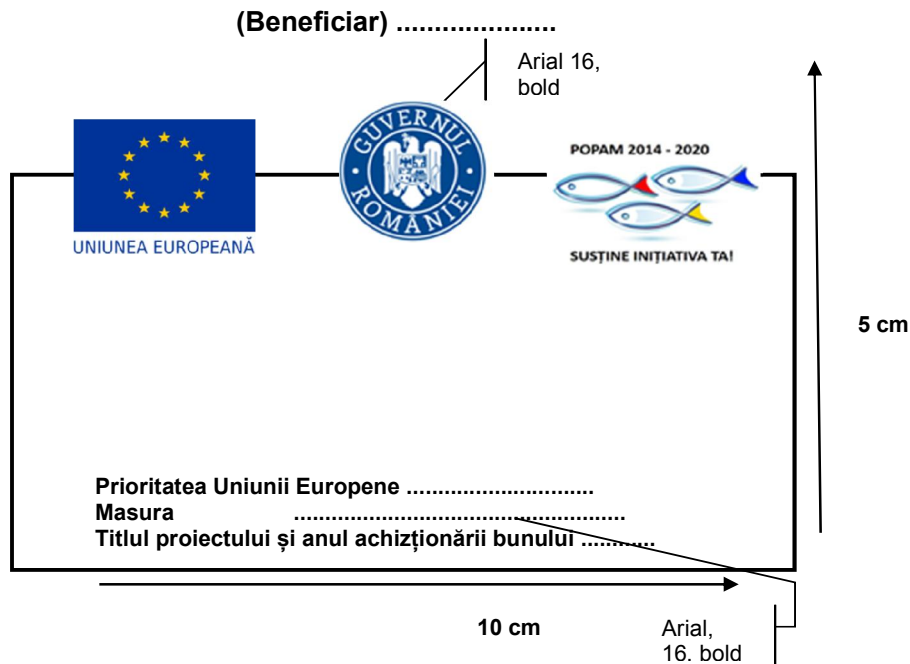 (Beneficiar) .....................
Arial 16,
bold
GUVERNUL ROMÂNIEI
POPAM 2014 - 2020
UNIUNEA EUROPEANĂ
SUSȚINE INIȚIATIVA TA!
5 cm
Prioritatea Uniunii Europene ..............................
Masura ......................................................
Titlul proiectului și anul achiztionării bunului ............
10 cm
Arial,
16, bold